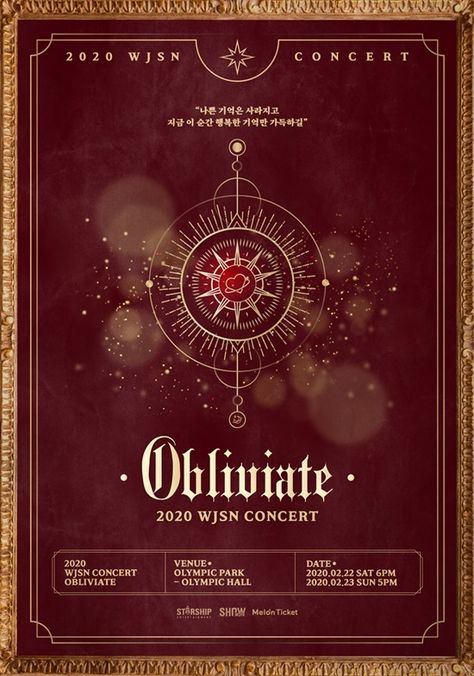 2020 WJSN CONCERT
“나쁜 기억은 사라지고
지금 이 순간 행복한 기억만 가득하길”
· Obliviate ·
2020 WJSN CONCERT
2020
WJSN CONCERT
OBLIVIATE
VENUE•
OLYMPIC PARK
– OLYMPIC HALL
DATE•
2020.02.22 SAT 6PM
2020.02.23 SUN 5PM
STARSHIP
ENTERTAINMENT
SHOW
MelonTicket